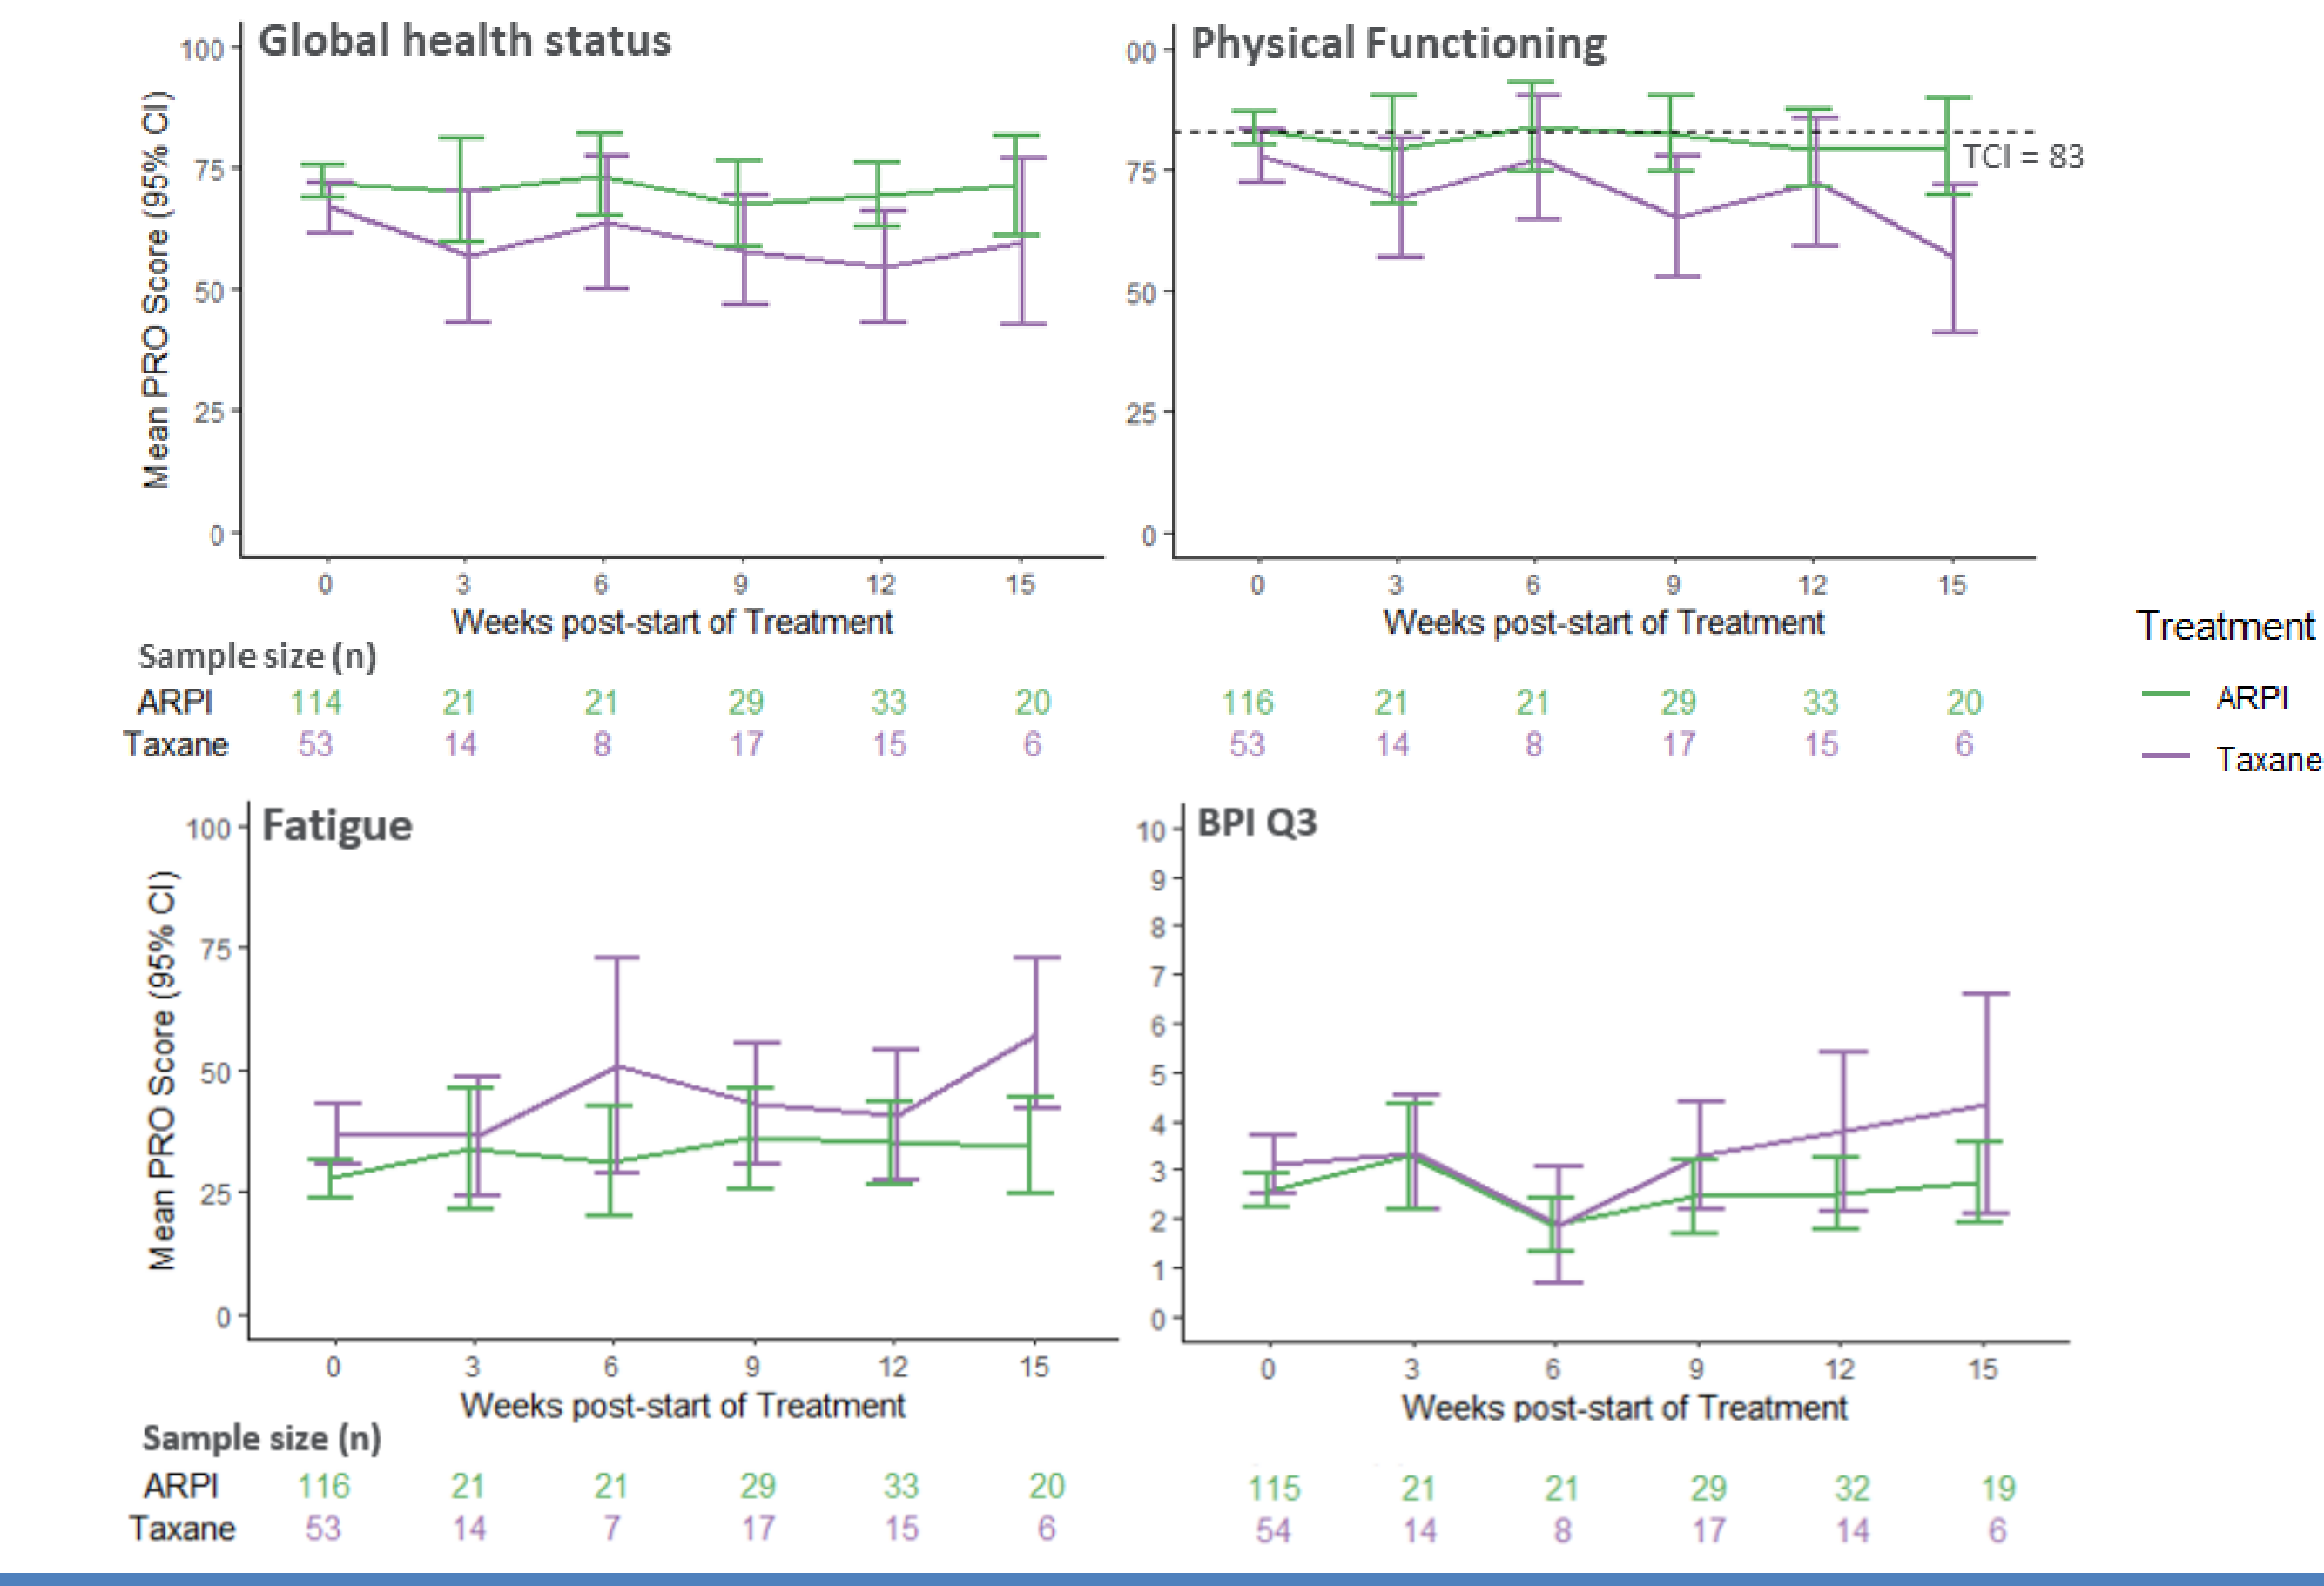 Global health status
Mean PRO Score (95% CI)
100
75
50
25
0
0 3 6 9 12 15
Weeks post-start of Treatment
Physical Functioning
00
75
50
25
0
TCI = 83
0 3 6 9 12 15
Weeks post-start of Treatment
Sample size (n)
ARPI 114 21 21 29 33 20
Taxane 53 14 8 17 15 6
116 21 21 29 33 20
53 14 8 17 15 6
Treatment
ARPI
Taxane
Fatigue
Mean PRO Score (95% CI)
100
75
50
25
0
0 3 6 9 12 15
Weeks post-start of Treatment
BPI Q3
10
9
8
7
6
5
4
3
2
1
0
0 3 6 9 12 15
Weeks post-start of Treatment
Sample size (n)
ARPI 116 21 21 29 33 20
Taxane 53 14 7 17 15 6
115 21 21 29 32 19
54 14 8 17 14 6